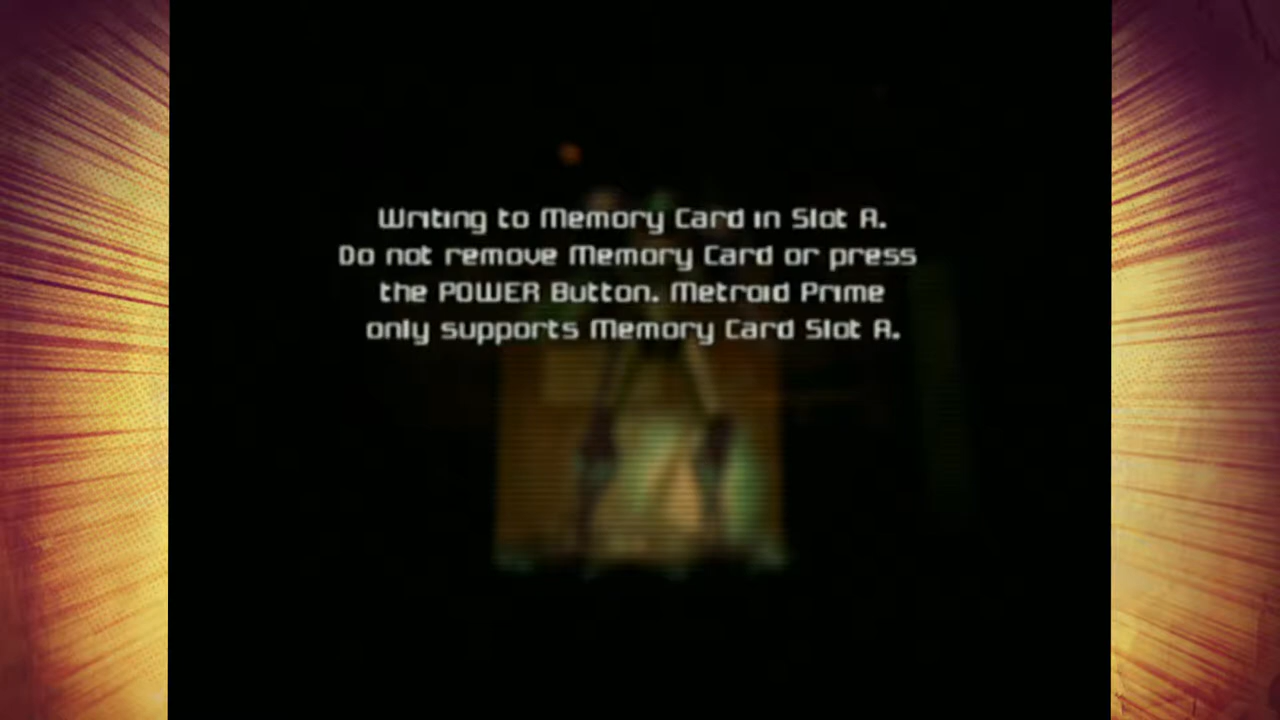 Writing to Memory Card in Slot A.
Do not remove Memory Card or press
the POWER Button. Metroid Prime
only supports Memory Card Slot A.